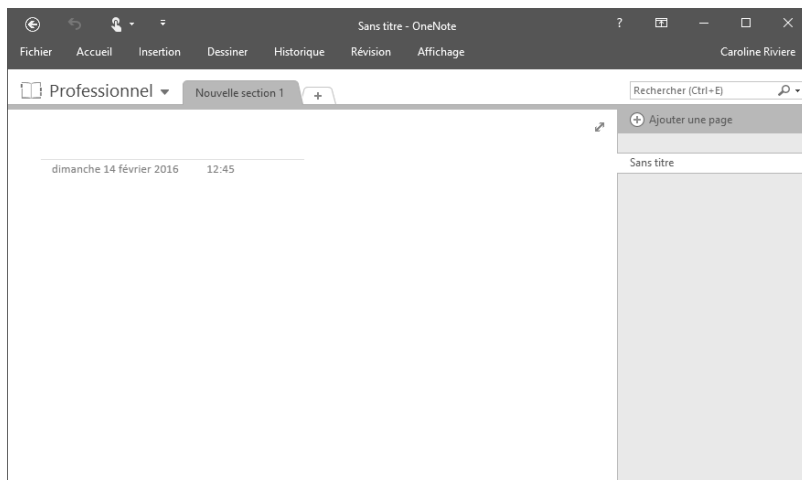 Sans titre - OneNote ?
Fichier Accueil Insertion Dessiner Historique Révision Affichage Caroline Riviere
Professionnel Nouvelle section 1 + Rechercher (Ctrl+E)
Ajouter une page
Sans titre
dimanche 14 février 2016 12:45